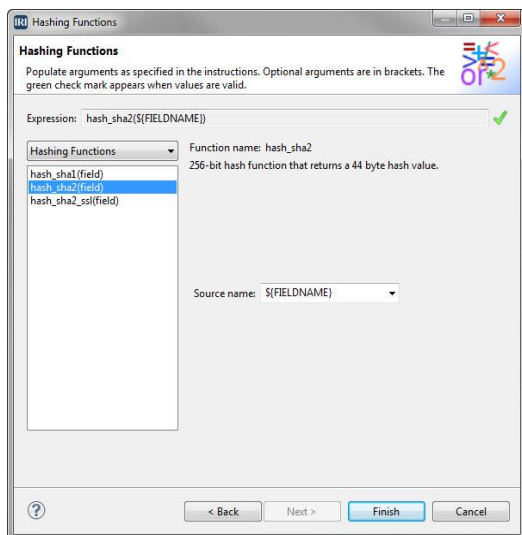 IRI Hashing Functions
Hashing Functions
Populate arguments as specified in the instructions. Optional arguments are in brackets. The
green check mark appears when values are valid.
Expression: hash_sha2(${FIELDNAME})
Hashing Functions
Function name: hash_sha2
256-bit hash function that returns a 44 byte hash value.
hash_sha1(field)
hash_sha2(field)
hash_sha2_ssl(field)
Source name: ${FIELDNAME}
< Back
Next >
Finish
Cancel